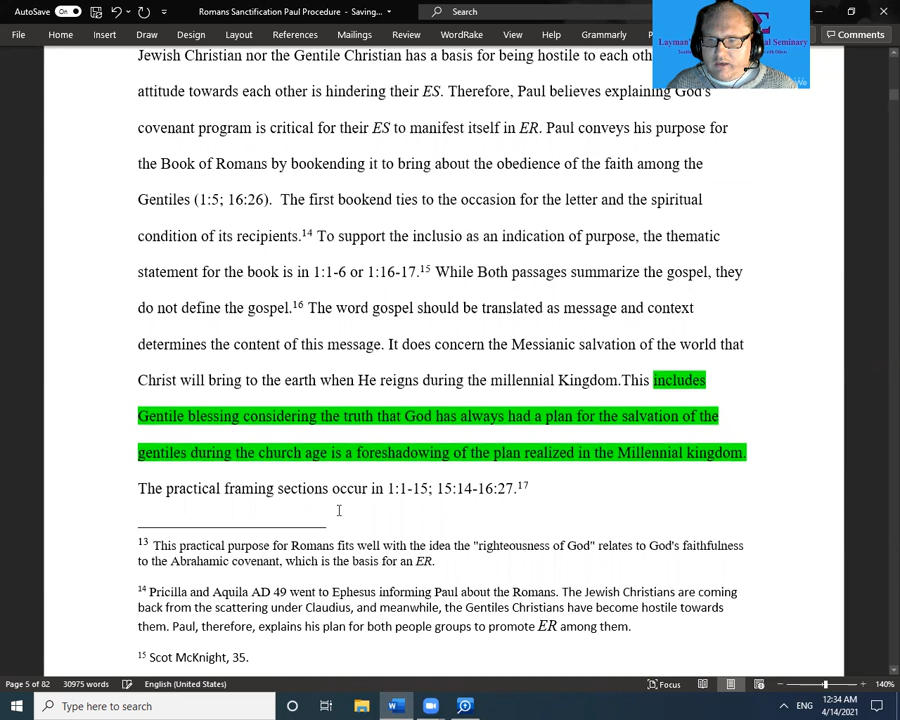 AutoSave On Romans Sanctification Paul Procedure - Saving... Search
File Home Insert Draw Design Layout References Mailings Review View WordRake Help Grammarly Comments
Layman's Seminary
Jewish Christian nor the Gentile Christian has a basis for being hostile to each
attitude towards each other is hindering their ES. Therefore, Paul believes explaining God's
covenant program is critical for their ES to manifest itself in ER. Paul conveys his purpose for
the Book of Romans by bookending it to bring about the obedience of the faith among the
Gentiles (1:5; 16:26). The first bookend ties to the occasion for the letter and the spiritual
condition of its recipients.14 To support the inclusio as an indication of purpose, the thematic
statement for the book is in 1:1-6 or 1:16-17.15 While Both passages summarize the gospel, they
do not define the gospel.16 The word gospel should be translated as message and context
determines the content of this message. It does concern the Messianic salvation of the world that
Christ will bring to the earth when He reigns during the millennial Kingdom.This includes
Gentile blessing considering the truth that God has always had a plan for the salvation of the
gentiles during the church age is a foreshadowing of the plan realized in the Millennial kingdom.
The practical framing sections occur in 1:1-15; 15:14-16:27.17
13 This practical purpose for Romans fits well with the idea the "righteousness of God" relates to God's faithfulness
to the Abrahamic covenant, which is the basis for an ER.
14 Pricilla and Aquila AD 49 went to Ephesus informing Paul about the Romans. The Jewish Christians are coming
back from the scattering under Claudius, and meanwhile, the Gentiles Christians have become hostile towards
them. Paul, therefore, explains his plan for both people groups to promote ER among them.
15 Scot McKnight, 35.
Page 5 of 82 30975 words English (United States) Focus 140%
Type here to search ENG 12:34 AM
4/14/2021